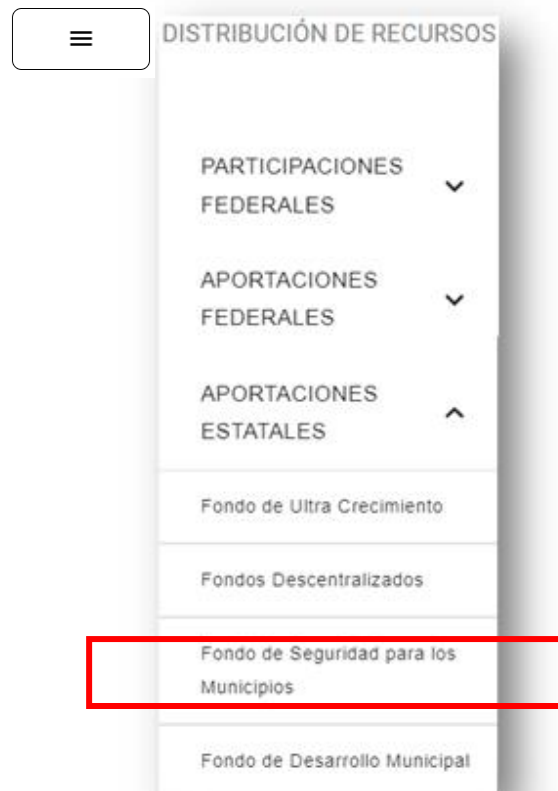 DISTRIBUCIÓN DE RECURSOS
PARTICIPACIONES
FEDERALES
APORTACIONES
FEDERALES
APORTACIONES
ESTATALES
Fondo de Ultra Crecimiento
Fondos Descentralizados
Fondo de Seguridad para los
Municipios
Fondo de Desarrollo Municipal